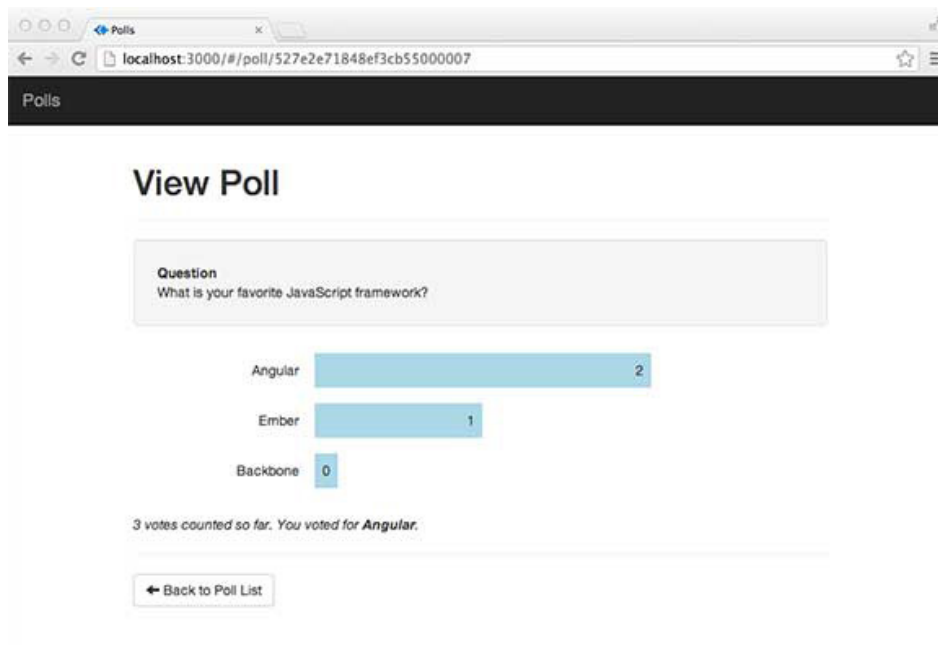 Polls
localhost:3000/#/poll/527e2e71848ef3cb55000007
Polls
View Poll
Question
What is your favorite JavaScript framework?
Angular 2
Ember 1
Backbone 0
3 votes counted so far. You voted for Angular.
Back to Poll List